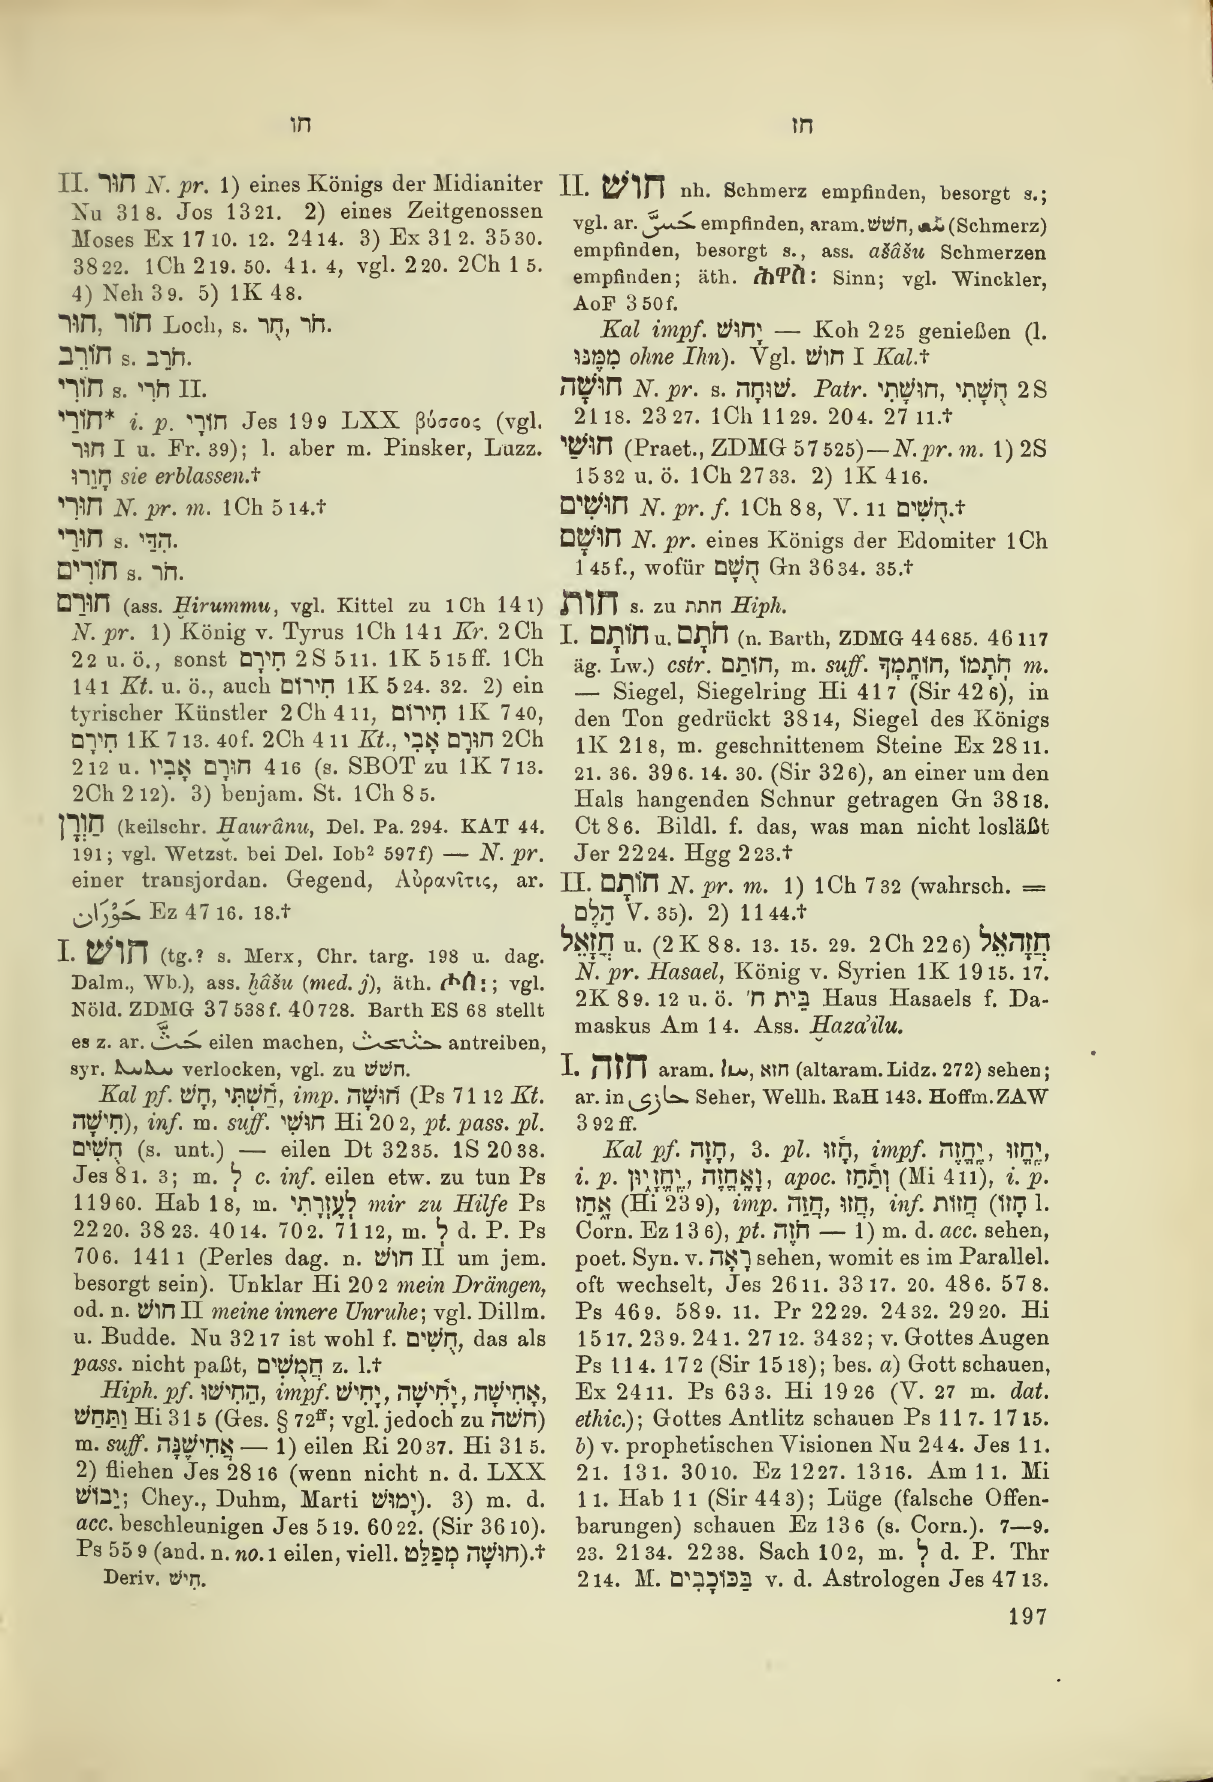 חו
חז
II. חור N. pr. 1) eines Königs der Midianiter
Nu 31 8. Jos 13 21. 2) eines Zeitgenossen
Moses Ex 17 10. 12. 24 14. 3) Ex 31 2. 35 30.
38 22. 1Ch 2 19. 50. 4 1. 4, vgl. 2 20. 2Ch 1 5.
4) Neh 3 9. 5) 1K 4 8.
חוֹר, חוּר Loch, s. חֹר, חֻר.
חוֹרֵב s. חֹרֵב.
חוֹרִי s. חֹרִי II.
חוֹרַי* i. p. חוֹרָי Jes 19 9 LXX βύσσος (vgl.
חור I u. Fr. 39); l. aber m. Pinsker, Luzz.
חָוֵרוּ sie erblassen.†
חוּרִי N. pr. m. 1Ch 5 14.†
חוּרַי s. הִדַּי.
חוֹרִים s. חֹר.
חוּרָם (ass. Ḫirummu, vgl. Kittel zu 1Ch 14 1)
N. pr. 1) König v. Tyrus 1Ch 14 1 Kr. 2Ch
2 2 u. ö., sonst חִירָם 2S 5 11. 1K 5 15ff. 1Ch
14 1 Kt. u. ö., auch חִירוֹם 1K 5 24. 32. 2) ein
tyrischer Künstler 2Ch 4 11, חִירוֹם 1K 7 40,
חִירָם 1K 7 13. 40f. 2Ch 4 11 Kt., חוּרָם אָבִי 2Ch
2 12 u. חוּרָם אָבִיו 4 16 (s. SBOT zu 1K 7 13.
2Ch 2 12). 3) benjam. St. 1Ch 8 5.
חַוְרָן (keilschr. Ḫaurânu, Del. Pa. 294. KAT 44.
191; vgl. Wetzst. bei Del. Iob² 597f) — N. pr.
einer transjordan. Gegend, Αὐρανῖτις, ar.
حَوْرَان Ez 47 16. 18.†
I. חוּשׁ (tg.? s. Merx, Chr. targ. 198 u. dag.
Dalm., Wb.), ass. ḫâšu (med. j), äth. ሖሰ፡; vgl.
Nöld. ZDMG 37 538f. 40 728. Barth ES 68 stellt
es z. ar. حَثَّ eilen machen, حثحث antreiben,
syr. verlocken, vgl. zu חשש.
Kal pf. חָשׁ, חַשְׁתִּי, imp. חוּשָׁה (Ps 71 12 Kt.
חִישָׁה), inf. m. suff. חוּשִׁי Hi 20 2, pt. pass. pl.
חֻשִׁים (s. unt.) — eilen Dt 32 35. 1S 20 38.
Jes 8 1. 3; m. לְ c. inf. eilen etw. zu tun Ps
119 60. Hab 1 8, m. לְעֶזְרָתִי mir zu Hilfe Ps
22 20. 38 23. 40 14. 70 2. 71 12, m. לְ d. P. Ps
70 6. 141 1 (Perles dag. n. חושׁ II um jem.
besorgt sein). Unklar Hi 20 2 mein Drängen,
od. n. חושׁ II meine innere Unruhe; vgl. Dillm.
u. Budde. Nu 32 17 ist wohl f. חֻשִׁים, das als
pass. nicht paßt, חֲמֻשִׁים z. l.†
Hiph. pf. הֵחִישׁוּ, impf. יָחִישׁ, יָחִישָׁה, אָחִישָׁה,
וַתַּחַשׁ Hi 31 5 (Ges. § 72ff; vgl. jedoch zu חשה)
m. suff. אֲחִישֶׁנָּה — 1) eilen Ri 20 37. Hi 31 5.
2) fliehen Jes 28 16 (wenn nicht n. d. LXX
יֵבוֹשׁ; Chey., Duhm, Marti יָמוּשׁ). 3) m. d.
acc. beschleunigen Jes 5 19. 60 22. (Sir 36 10).
Ps 55 9 (and. n. no. 1 eilen, viell. חוּשָׁה מְפַלֵּט).†
Deriv. חִישׁ.
II. חוּשׁ nh. Schmerz empfinden, besorgt s.;
vgl. ar. حَسَّ empfinden, aram. חשש, (Schmerz)
empfinden, besorgt s., ass. ašâšu Schmerzen
empfinden; äth. Sinn; vgl. Winckler,
AoF 3 50f.
Kal impf. יָחוּשׁ — Koh 2 25 genießen (l.
מִמֶּנּוּ ohne Ihn). Vgl. חושׁ I Kal.†
חוּשָׁה N. pr. s. שׁוּחָה. Patr. חוּשָׁתִי, חֻשָׁתִי 2S
21 18. 23 27. 1Ch 11 29. 20 4. 27 11.†
חוּשַׁי (Praet., ZDMG 57 525) — N. pr. m. 1) 2S
15 32 u. ö. 1Ch 27 33. 2) 1K 4 16.
חוּשִׁים N. pr. f. 1Ch 8 8, V. 11 חֻשִׁים.†
חוּשָׁם N. pr. eines Königs der Edomiter 1Ch
1 45f., wofür חֻשָׁם Gn 36 34. 35.†
חות s. zu חתת Hiph.
I. חוֹתָם u. חֹתָם (n. Barth, ZDMG 44 685. 46 117
äg. Lw.) cstr. חוֹתַם, m. suff. חוֹתָמְךָ, חֹתָמוֹ m.
— Siegel, Siegelring Hi 41 7 (Sir 42 6), in
den Ton gedrückt 38 14, Siegel des Königs
1K 21 8, m. geschnittenem Steine Ex 28 11.
21. 36. 39 6. 14. 30. (Sir 32 6), an einer um den
Hals hangenden Schnur getragen Gn 38 18.
Ct 8 6. Bildl. f. das, was man nicht losläßt
Jer 22 24. Hgg 2 23.†
II. חוֹתָם N. pr. m. 1) 1Ch 7 32 (wahrsch. =
הֵלֶם V. 35). 2) 11 44.†
חֲזָאֵל u. (2K 8 8. 13. 15. 29. 2Ch 22 6) חֲזָהאֵל
N. pr. Hasael, König v. Syrien 1K 19 15. 17.
2K 8 9. 12 u. ö. בֵּית ח' Haus Hasaels f. Da-
maskus Am 1 4. Ass. Ḫaza'ilu.
I. חזה aram. חזא, ܚܙܐ (altaram. Lidz. 272) sehen;
ar. in حازى Seher, Wellh. RaH 143. Hoffm. ZAW
3 92 ff.
Kal pf. חָזָה, 3. pl. חָזוּ, impf. יֶחֱזֶה, יֶחֱזוּ,
i. p. יֶחֱזָיוּן, וָאֶחֱזֶה, apoc. וְתַחַז (Mi 4 11), i. p.
אָחַז (Hi 23 9), imp. חֲזֵה, חֲזוּ, inf. חֲזוֹת (חָזוֹ l.
Corn. Ez 13 6), pt. חֹזֶה — 1) m. d. acc. sehen,
poet. Syn. v. רָאָה sehen, womit es im Parallel.
oft wechselt, Jes 26 11. 33 17. 20. 48 6. 57 8.
Ps 46 9. 58 9. 11. Pr 22 29. 24 32. 29 20. Hi
15 17. 23 9. 24 1. 27 12. 34 32; v. Gottes Augen
Ps 11 4. 17 2 (Sir 15 18); bes. a) Gott schauen,
Ex 24 11. Ps 63 3. Hi 19 26 (V. 27 m. dat.
ethic.); Gottes Antlitz schauen Ps 11 7. 17 15.
b) v. prophetischen Visionen Nu 24 4. Jes 1 1.
2 1. 13 1. 30 10. Ez 12 27. 13 16. Am 1 1. Mi
1 1. Hab 1 1 (Sir 44 3); Lüge (falsche Offen-
barungen) schauen Ez 13 6 (s. Corn.). 7—9.
23. 21 34. 22 38. Sach 10 2, m. לְ d. P. Thr
2 14. M. בַּכּוֹכָבִים v. d. Astrologen Jes 47 13.
197